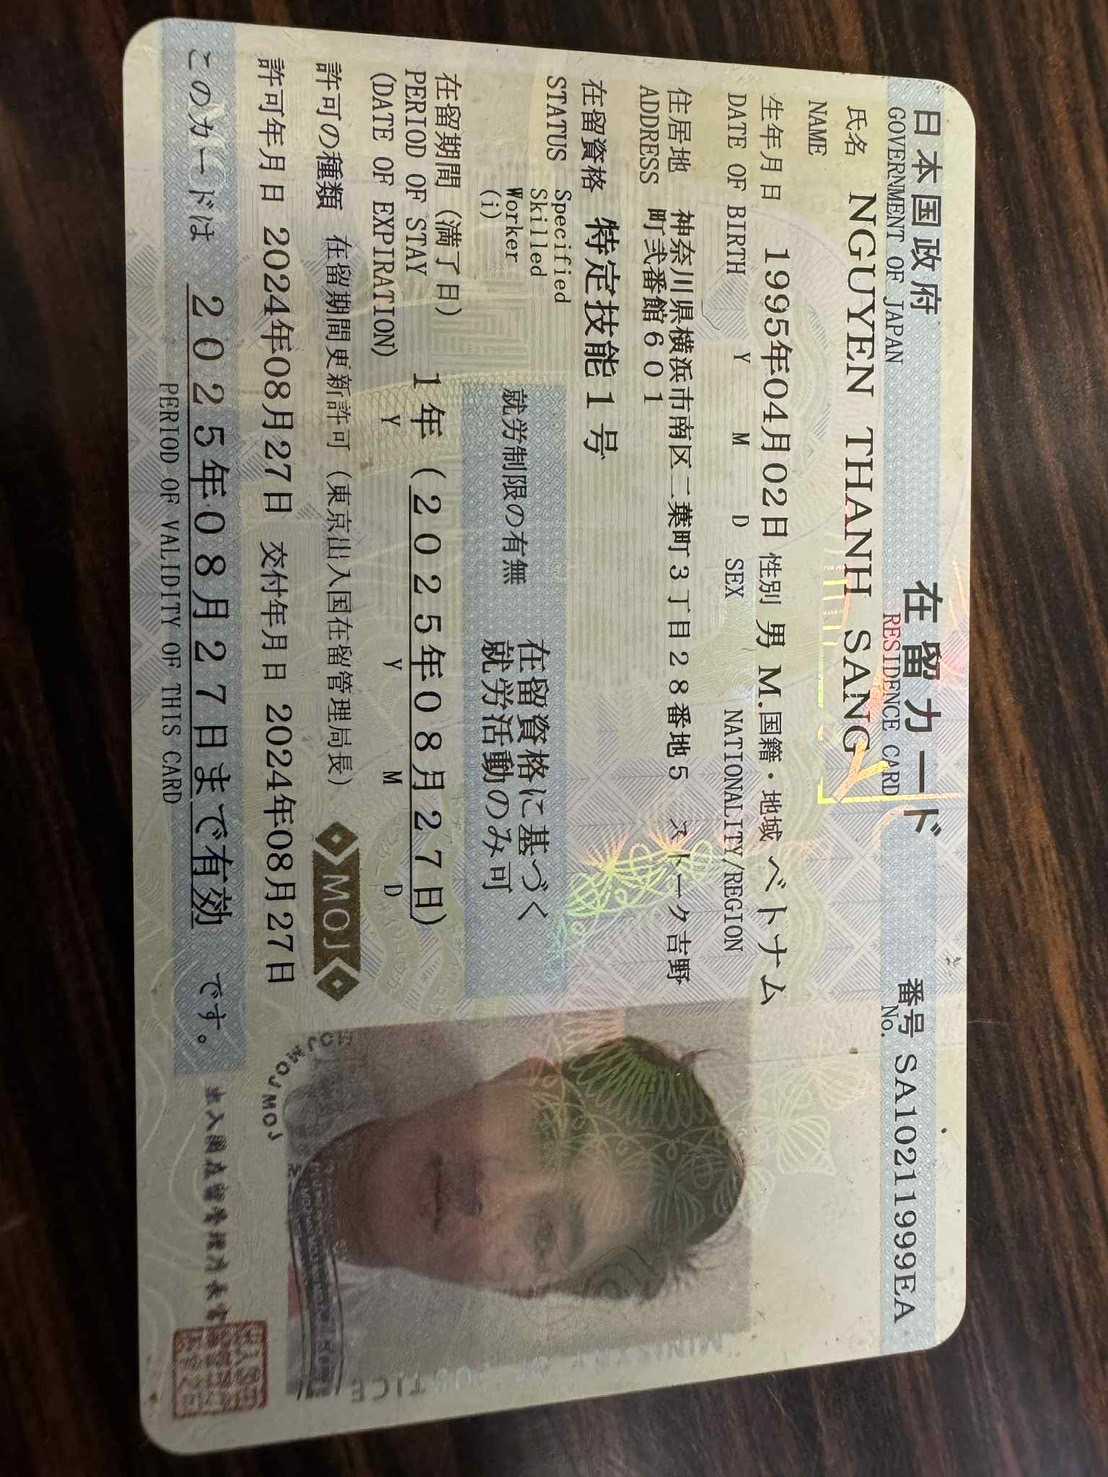 日本国政府 在留カード 番号 SA10211999EA
GOVERNMENT OF JAPAN RESIDENCE CARD No.
氏名 NGUYEN THANH SANG
NAME
生年月日 1995年04月02日 性別 男 M. 国籍・地域 ベトナム
DATE OF BIRTH Y M D SEX NATIONALITY/REGION
住居地 神奈川県横浜市南区二葉町3丁目28番地5 ストーク吉野
ADDRESS 町弐番館601
在留資格 特定技能1号
STATUS Specified
Skilled
Worker
(i)
就労制限の有無 在留資格に基づく
就労活動のみ可
在留期間(満了日) 1年(2025年08月27日)
PERIOD OF STAY Y Y M D
(DATE OF EXPIRATION)
許可の種類 在留期間更新許可(東京出入国在留管理局長)
MOJ
許可年月日 2024年08月27日 交付年月日 2024年08月27日
このカードは 2025年08月27日まで有効 です。
PERIOD OF VALIDITY OF THIS CARD
出入国在留管理庁長官
MOJ MOJ